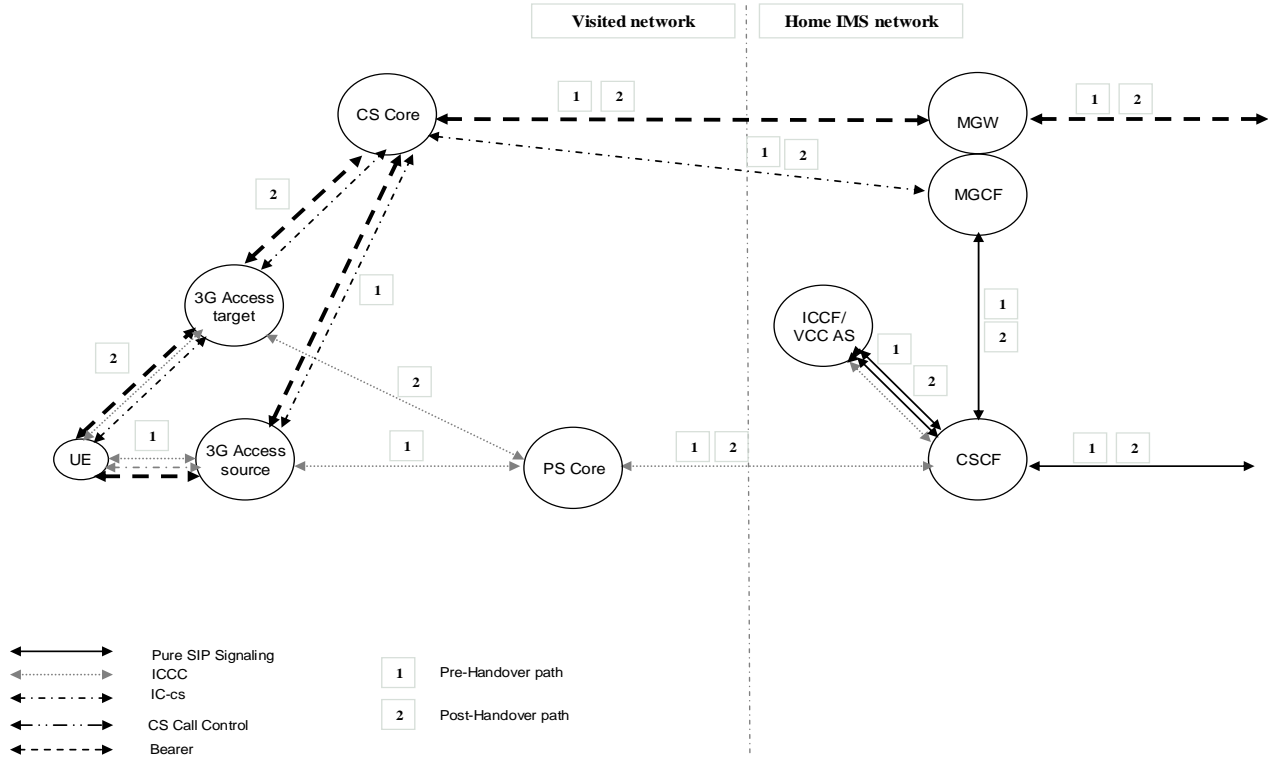 Visited network
Home IMS network
CS Core
1 2
MGW
1 2
1 2
MGCF
2
1
3G Access
target
ICCF/
VCC AS
1
2
1
2
2
2
1
UE
3G Access
source
1
PS Core
1 2
CSCF
1 2
Pure SIP Signaling
ICCC
IC-cs
CS Call Control
Bearer
1 Pre-Handover path
2 Post-Handover path